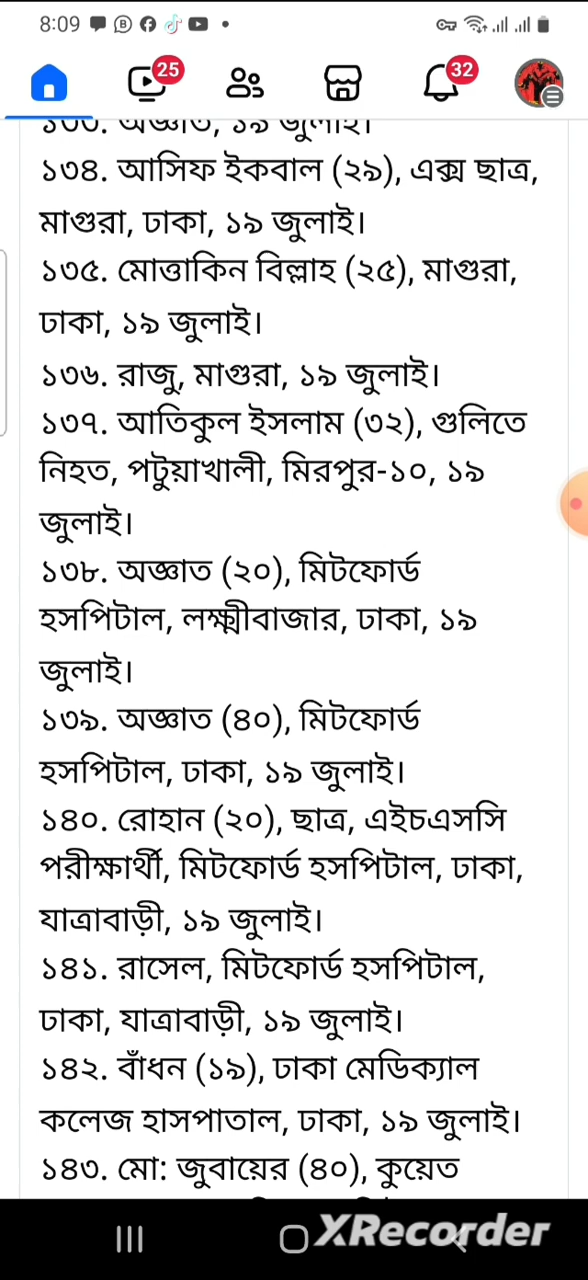 8:09
25
32
১৩৩. অজ্ঞাত, ১৯ জুলাই।
১৩৪. আসিফ ইকবাল (২৯), এক্স ছাত্র,
মাগুরা, ঢাকা, ১৯ জুলাই।
১৩৫. মোত্তাকিন বিল্লাহ (২৫), মাগুরা,
ঢাকা, ১৯ জুলাই।
১৩৬. রাজু, মাগুরা, ১৯ জুলাই।
১৩৭. আতিকুল ইসলাম (৩২), গুলিতে
নিহত, পটুয়াখালী, মিরপুর-১০, ১৯
জুলাই।
১৩৮. অজ্ঞাত (২০), মিটফোর্ড
হসপিটাল, লক্ষ্মীবাজার, ঢাকা, ১৯
জুলাই।
১৩৯. অজ্ঞাত (৪০), মিটফোর্ড
হসপিটাল, ঢাকা, ১৯ জুলাই।
১৪০. রোহান (২০), ছাত্র, এইচএসসি
পরীক্ষার্থী, মিটফোর্ড হসপিটাল, ঢাকা,
যাত্রাবাড়ী, ১৯ জুলাই।
১৪১. রাসেল, মিটফোর্ড হসপিটাল,
ঢাকা, যাত্রাবাড়ী, ১৯ জুলাই।
১৪২. বাঁধন (১৯), ঢাকা মেডিক্যাল
কলেজ হাসপাতাল, ঢাকা, ১৯ জুলাই।
১৪৩. মো: জুবায়ের (৪০), কুয়েত
XRecorder